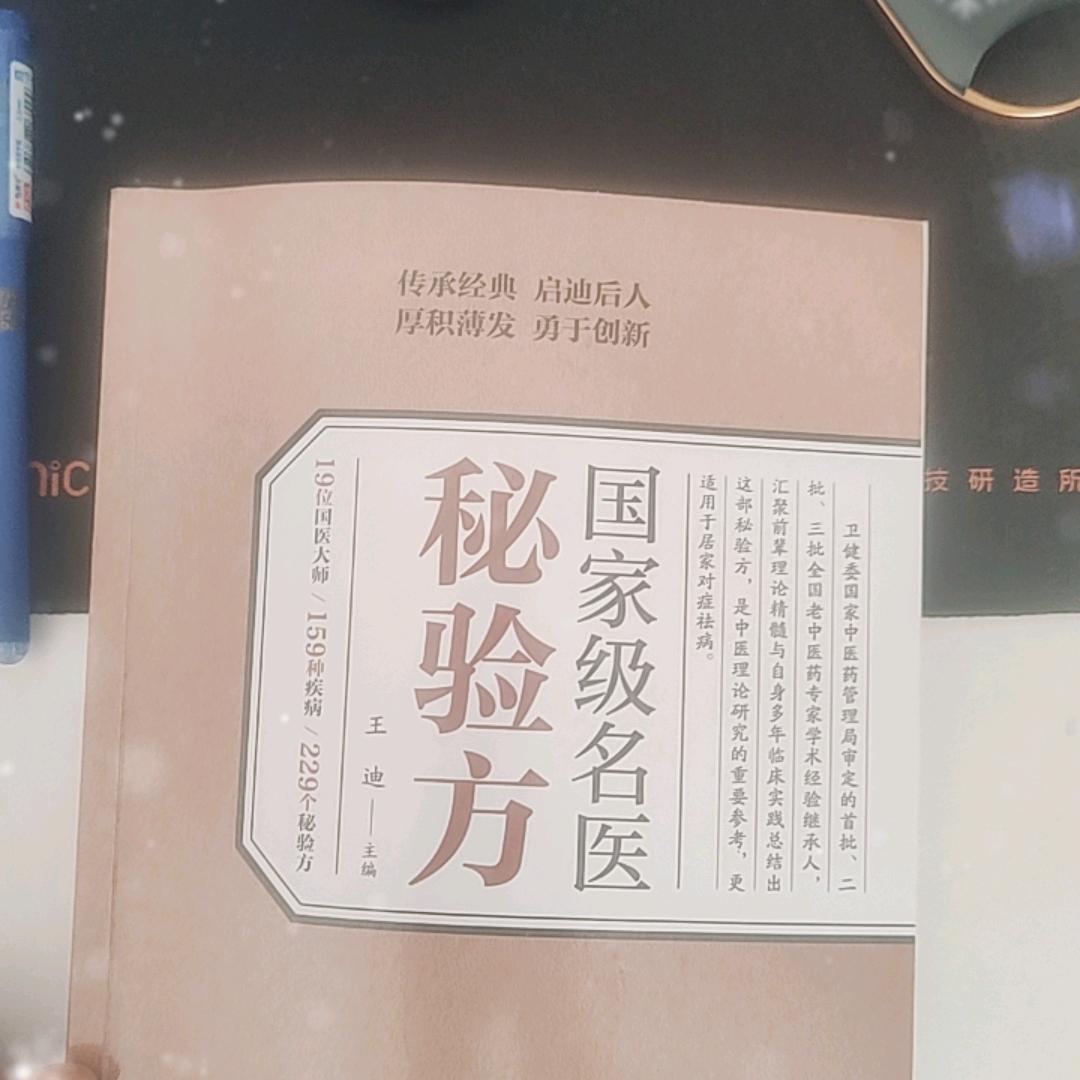 传承经典 启迪后人
厚积薄发 勇于创新
卫健委国家中医药管理局审定的首批、二
批、三批全国老中医药专家学术经验继承人，
汇聚前辈理论精髓与自身多年临床实践总结出
这部秘验方，是中医理论研究的重要参考，更
适用于居家对症祛病。
国家级名医
秘验方
王迪——主编
19位国医大师/159种疾病/229个秘验方
niC
技研造所